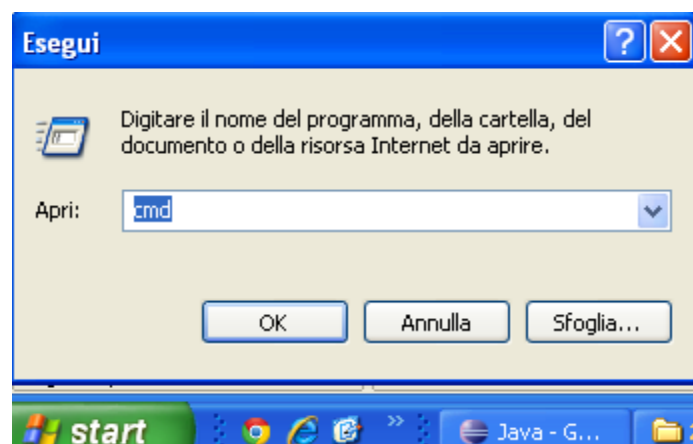 Esegui
Digitare il nome del programma, della cartella, del
documento o della risorsa Internet da aprire.
Apri: cmd
OK Annulla Sfoglia...
start Java - G...